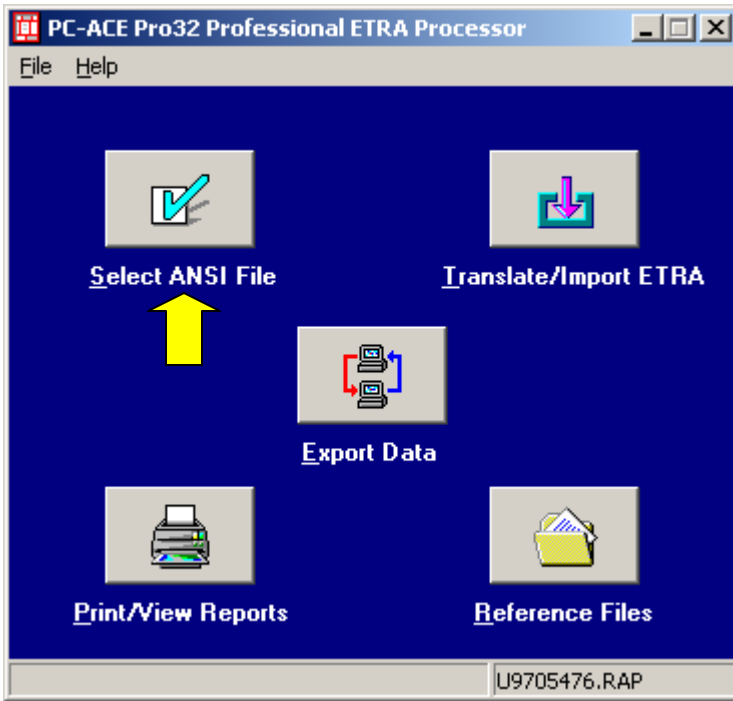 PC-ACE Pro32 Professional ETRA Processor
File Help
Select ANSI File
Translate/Import ETRA
Export Data
Print/View Reports
Reference Files
U9705476.RAP